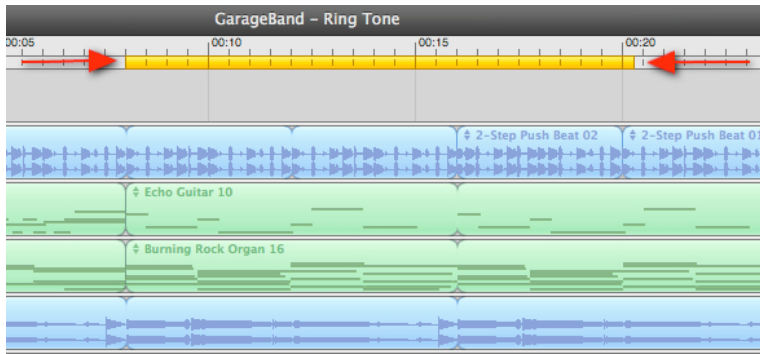 GarageBand – Ring Tone
00:05 00:10 00:15 00:20
2-Step Push Beat 02 2-Step Push Beat 01
Echo Guitar 10
Burning Rock Organ 16